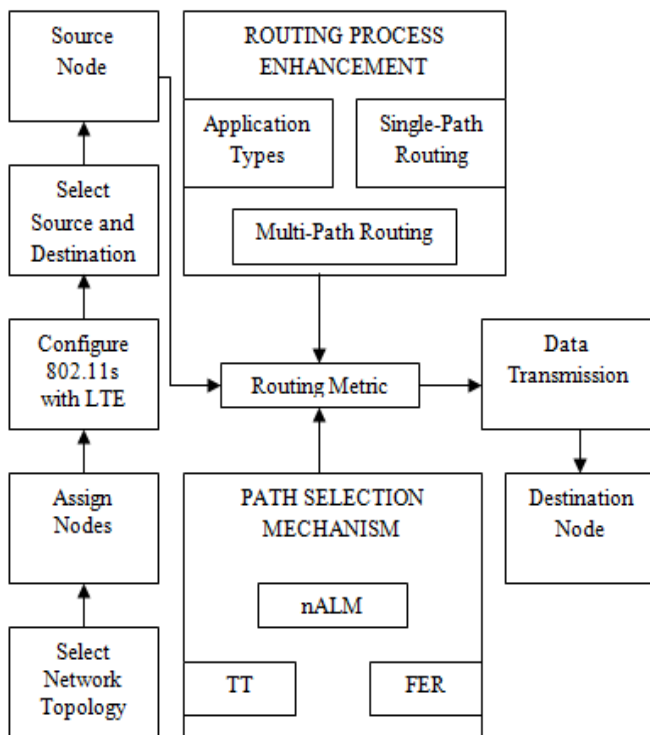 Source
Node
ROUTING PROCESS
ENHANCEMENT
Application
Types
Single-Path
Routing
Select
Source and
Destination
Multi-Path Routing
Configure
802.11s
with LTE
Routing Metric
Data
Transmission
Assign
Nodes
PATH SELECTION
MECHANISM
Destination
Node
nALM
Select
Network
Topology
TT
FER